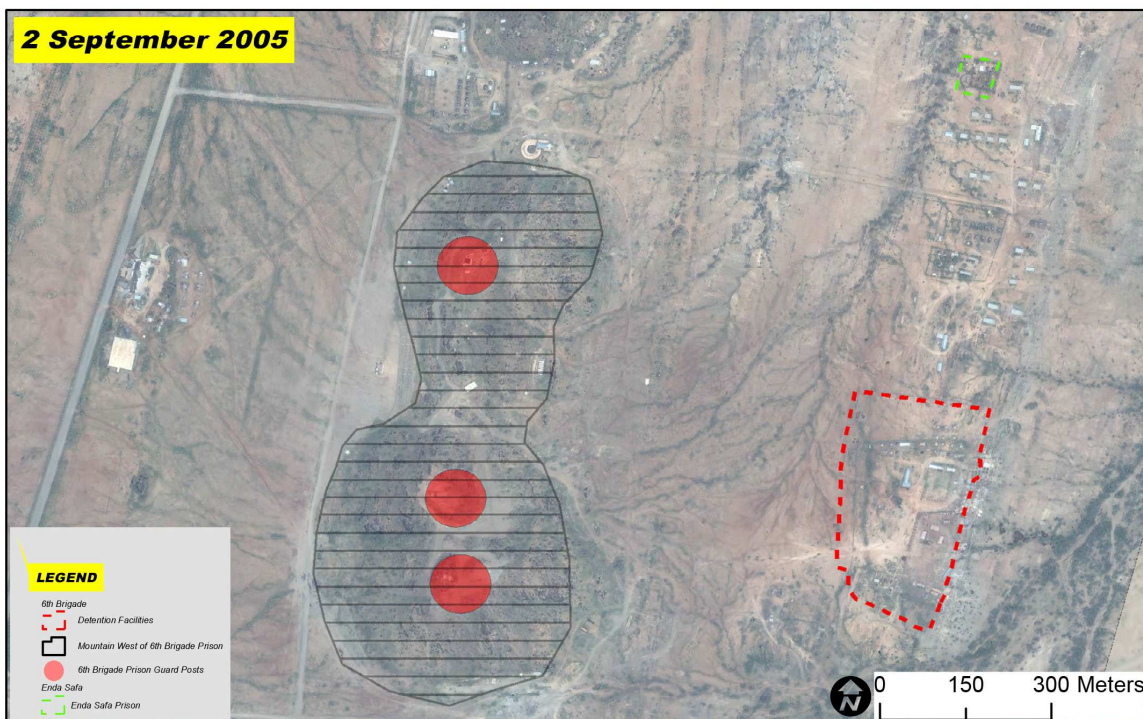 2 September 2005
LEGEND
6th Brigade
Detention Facilities
Mountain West of 6th Brigade Prison
6th Brigade Prison Guard Posts
Enda Safa
Enda Safa Prison
N
0 150 300 Meters